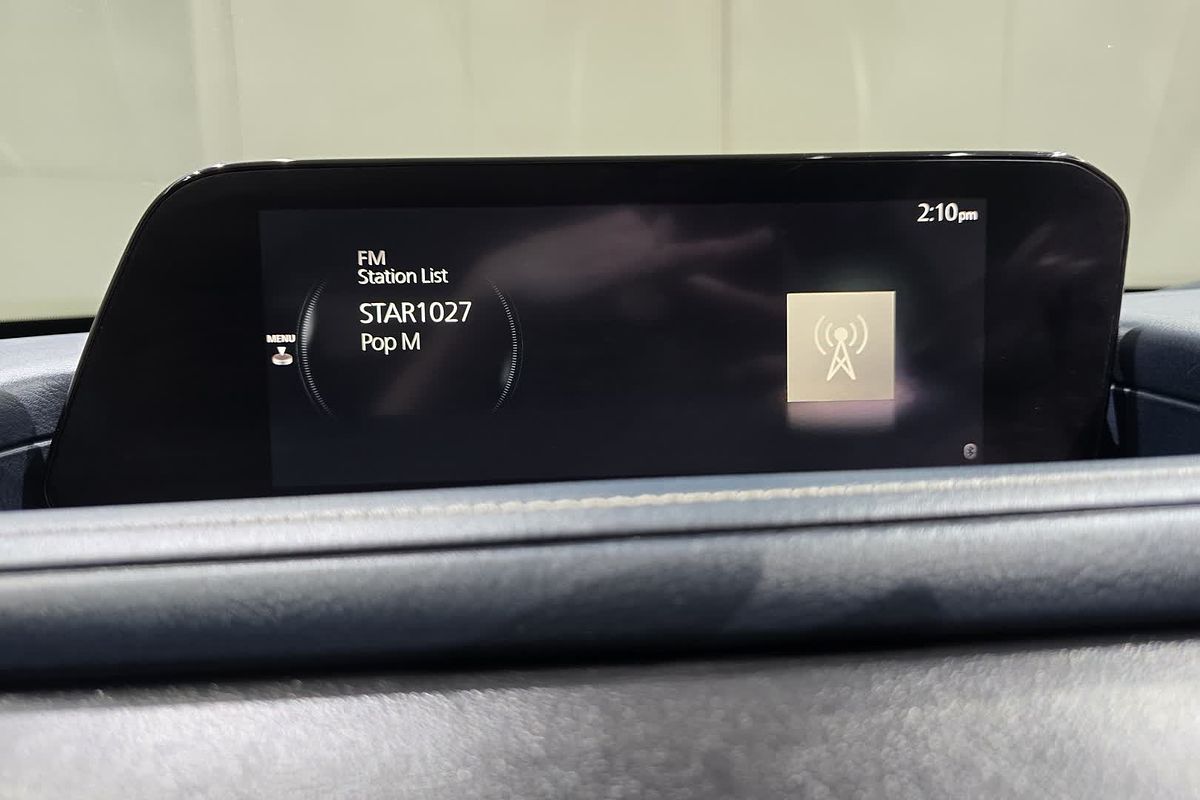 2:10pm
FM
Station List
STAR1027
Pop M
MENU